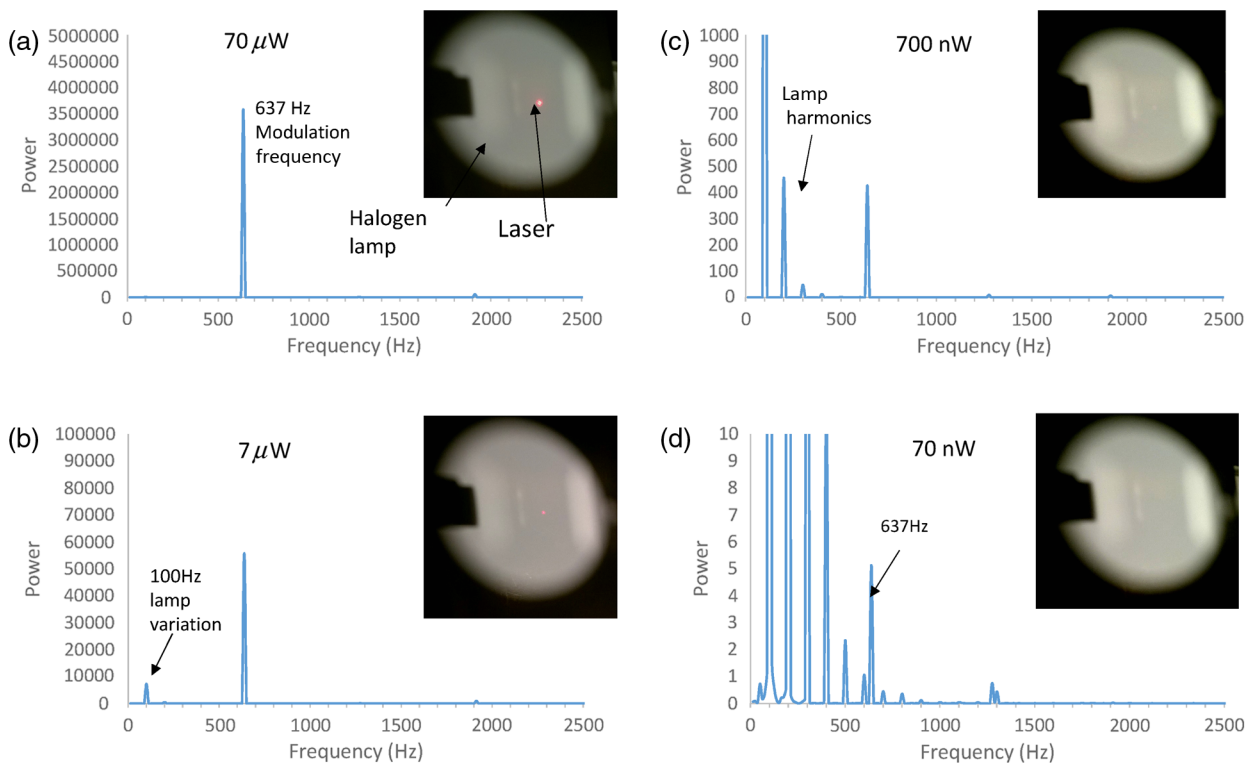 (a)
70 μW
5000000
4500000
4000000
3500000
3000000
2500000
2000000
1500000
1000000
500000
0
Power
637 Hz
Modulation
frequency
Halogen
lamp
Laser
0 500 1000 1500 2000 2500
Frequency (Hz)
(c)
700 nW
1000
900
800
700
600
500
400
300
200
100
0
Power
Lamp
harmonics
0 500 1000 1500 2000 2500
Frequency (Hz)
(b)
7 μW
100000
90000
80000
70000
60000
50000
40000
30000
20000
10000
0
Power
100Hz
lamp
variation
0 500 1000 1500 2000 2500
Frequency (Hz)
(d)
70 nW
10
9
8
7
6
5
4
3
2
1
0
Power
637Hz
0 500 1000 1500 2000 2500
Frequency (Hz)